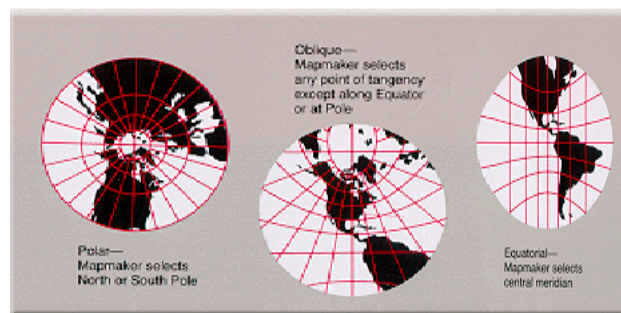 Oblique—
Mapmaker selects
any point of tangency
except along Equator
or at Pole
Polar—
Mapmaker selects
North or South Pole
Equatorial—
Mapmaker selects
central meridian